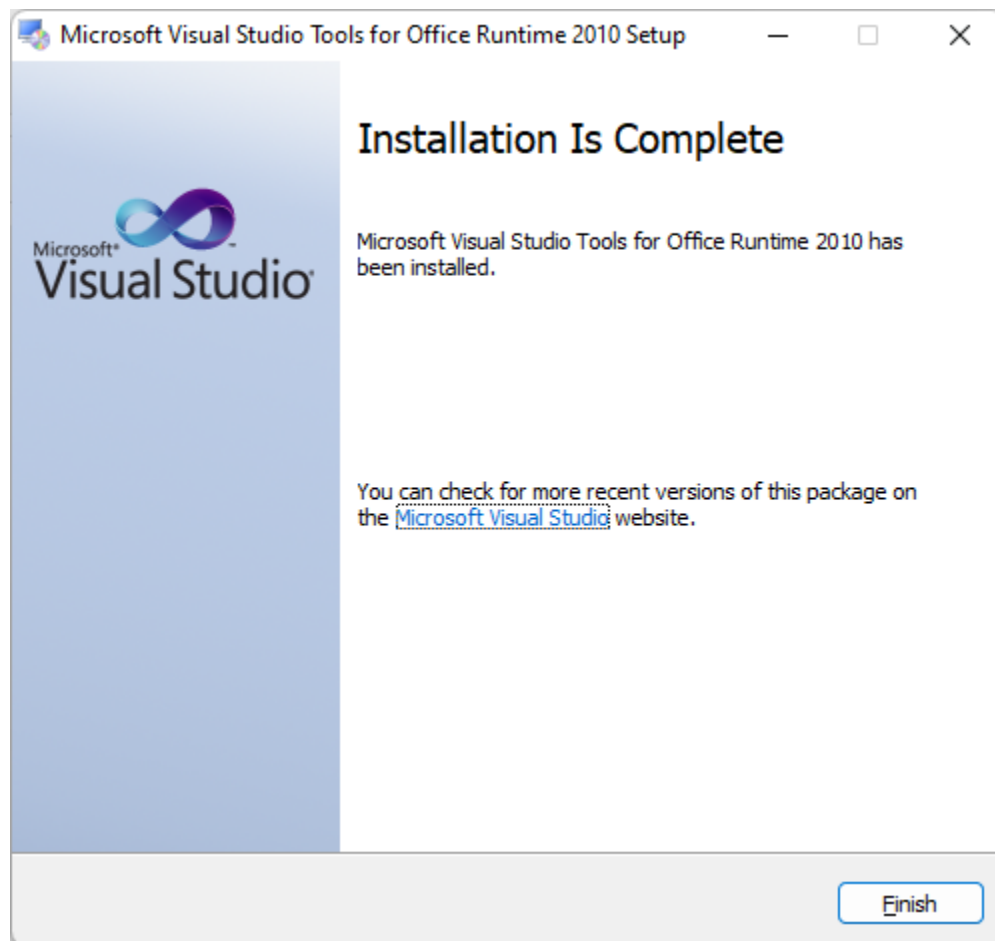 Microsoft Visual Studio Tools for Office Runtime 2010 Setup
Installation Is Complete
Microsoft®
Visual Studio®
™
Microsoft Visual Studio Tools for Office Runtime 2010 has
been installed.
You can check for more recent versions of this package on
the Microsoft Visual Studio website.
Finish